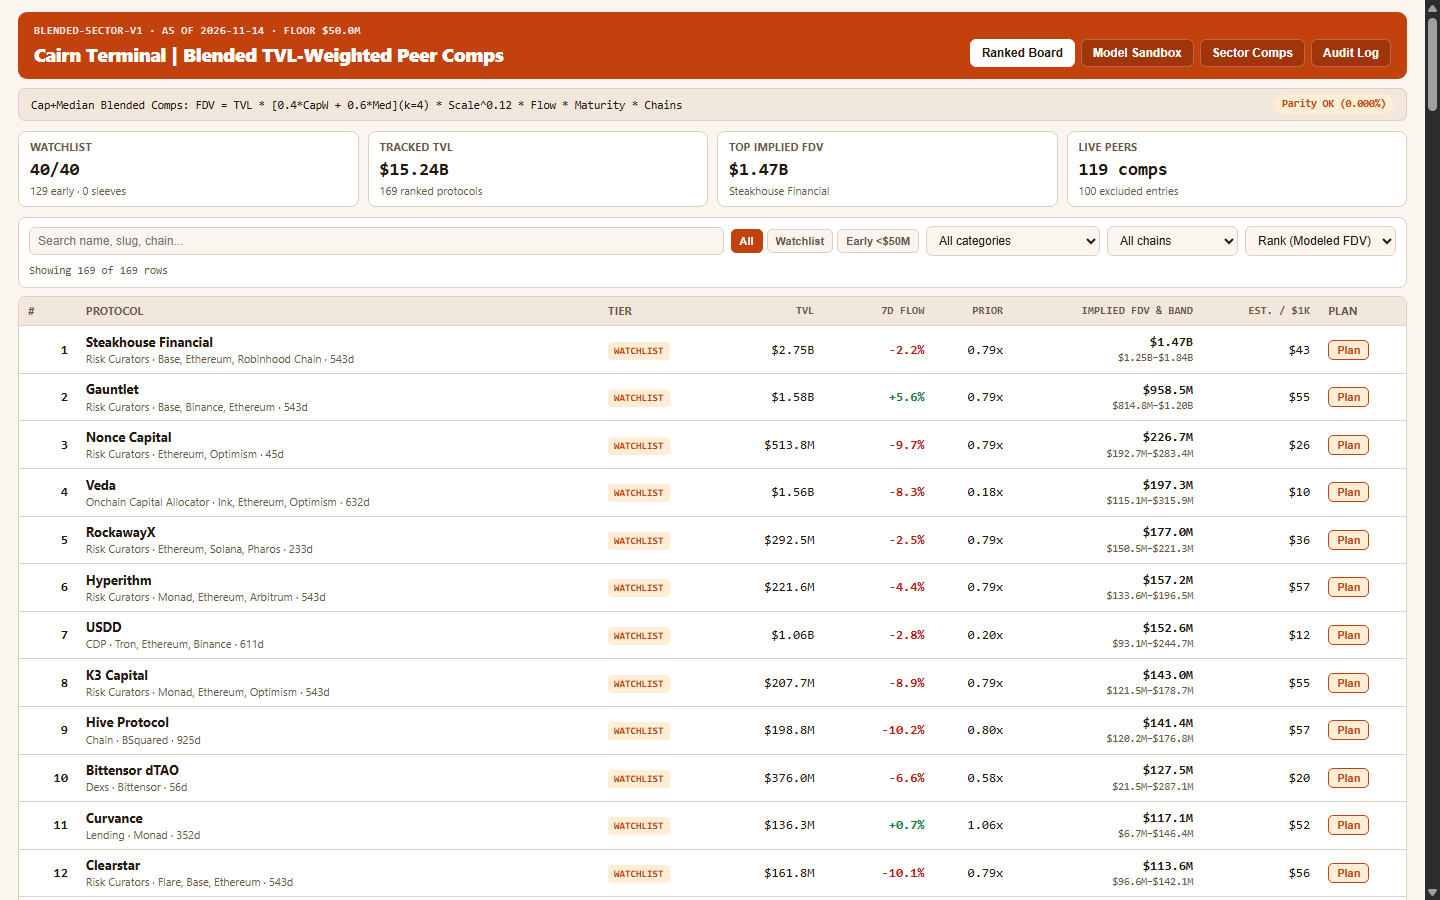 BLENDED-SECTOR-V1 · AS OF 2026-11-14 · FLOOR $50.0M
Cairn Terminal | Blended TVL-Weighted Peer Comps
Ranked Board
Model Sandbox
Sector Comps
Audit Log
Cap+Median Blended Comps: FDV = TVL * [0.4*CapW + 0.6*Med](k=4) * Scale^0.12 * Flow * Maturity * Chains
Parity OK (0.000%)
WATCHLIST
40/40
129 early · 0 sleeves
TRACKED TVL
$15.24B
169 ranked protocols
TOP IMPLIED FDV
$1.47B
Steakhouse Financial
LIVE PEERS
119 comps
100 excluded entries
Search name, slug, chain...
All
Watchlist
Early <$50M
All categories
All chains
Rank (Modeled FDV)
Showing 169 of 169 rows
# PROTOCOL TIER TVL 7D FLOW PRIOR IMPLIED FDV & BAND EST. / $1K PLAN
1 Steakhouse Financial WATCHLIST $2.75B -2.2% 0.79x $1.47B $43 Plan
Risk Curators · Base, Ethereum, Robinhood Chain · 543d $1.25B–$1.84B
2 Gauntlet WATCHLIST $1.58B +5.6% 0.79x $958.5M $55 Plan
Risk Curators · Base, Binance, Ethereum · 543d $814.8M–$1.20B
3 Nonce Capital WATCHLIST $513.8M -9.7% 0.79x $226.7M $26 Plan
Risk Curators · Ethereum, Optimism · 45d $192.7M–$283.4M
4 Veda WATCHLIST $1.56B -8.3% 0.18x $197.3M $10 Plan
Onchain Capital Allocator · Ink, Ethereum, Optimism · 632d $115.1M–$315.9M
5 RockawayX WATCHLIST $292.5M -2.5% 0.79x $177.0M $36 Plan
Risk Curators · Ethereum, Solana, Pharos · 233d $150.5M–$221.3M
6 Hyperithm WATCHLIST $221.6M -4.4% 0.79x $157.2M $57 Plan
Risk Curators · Monad, Ethereum, Arbitrum · 543d $133.6M–$196.5M
7 USDD WATCHLIST $1.06B -2.8% 0.20x $152.6M $12 Plan
CDP · Tron, Ethereum, Binance · 611d $93.1M–$244.7M
8 K3 Capital WATCHLIST $207.7M -8.9% 0.79x $143.0M $55 Plan
Risk Curators · Monad, Ethereum, Optimism · 543d $121.5M–$178.7M
9 Hive Protocol WATCHLIST $198.8M -10.2% 0.80x $141.4M $57 Plan
Chain · BSquared · 925d $120.2M–$176.8M
10 Bittensor dTAO WATCHLIST $376.0M -6.6% 0.58x $127.5M $20 Plan
Dexs · Bittensor · 56d $21.5M–$287.1M
11 Curvance WATCHLIST $136.3M +0.7% 1.06x $117.1M $52 Plan
Lending · Monad · 352d $6.7M–$146.4M
12 Clearstar WATCHLIST $161.8M -10.1% 0.79x $113.6M $56 Plan
Risk Curators · Flare, Base, Ethereum · 543d $96.6M–$142.1M